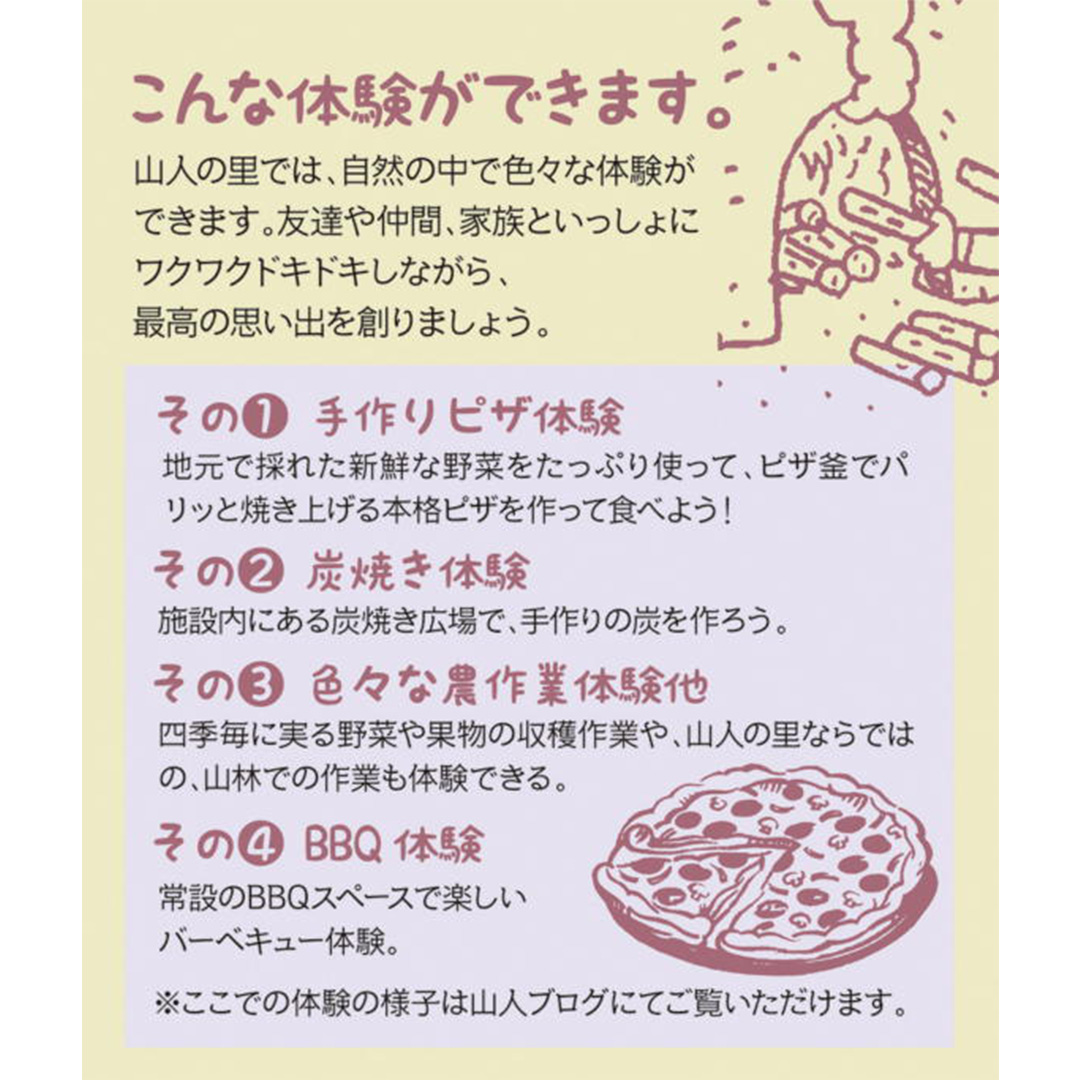 こんな体験ができます。
山人の里では、自然の中で色々な体験が
できます。友達や仲間、家族といっしょに
ワクワクドキドキしながら、
最高の思い出を創りましょう。
その❶ 手作りピザ体験
地元で採れた新鮮な野菜をたっぷり使って、ピザ釜でパ
リッと焼き上げる本格ピザを作って食べよう！
その❷ 炭焼き体験
施設内にある炭焼き広場で、手作りの炭を作ろう。
その❸ 色々な農作業体験他
四季毎に実る野菜や果物の収穫作業や、山人の里ならでは
の、山林での作業も体験できる。
その❹ BBQ体験
常設のBBQスペースで楽しい
バーベキュー体験。
※ここでの体験の様子は山人ブログにてご覧いただけます。